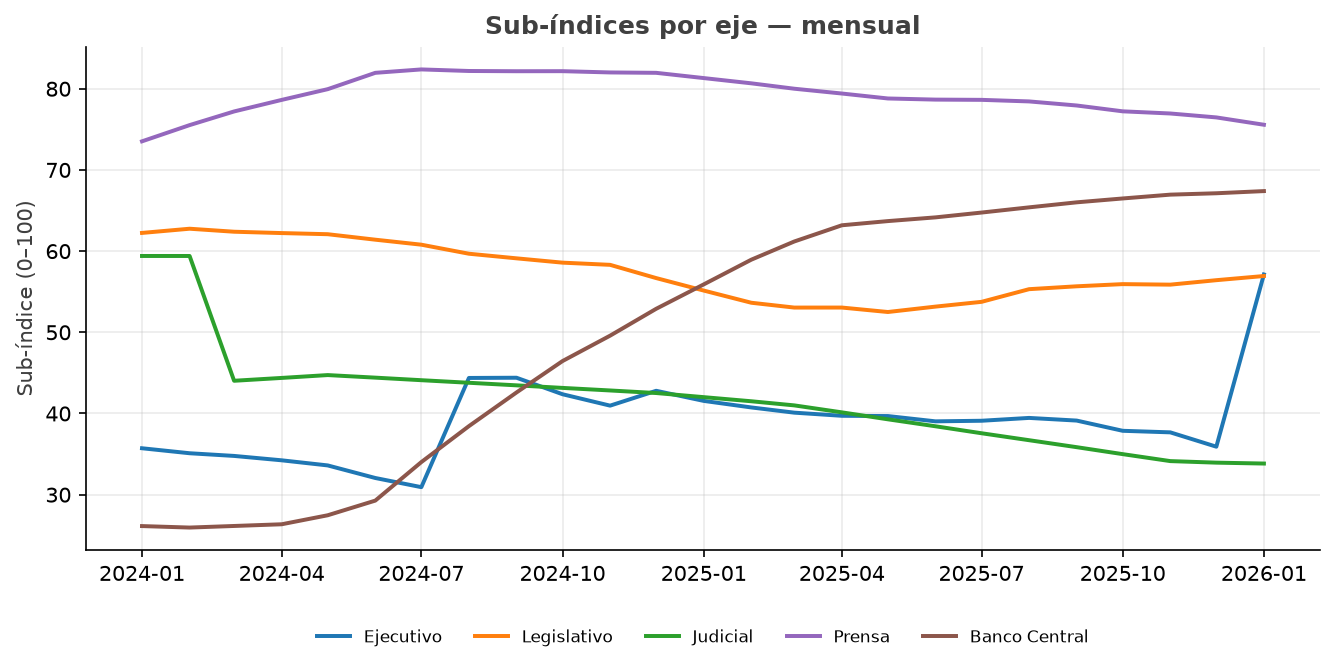 Sub-índices por eje — mensual
Sub-índice (0–100)
80
70
60
50
40
30
2024-01 2024-04 2024-07 2024-10 2025-01 2025-04 2025-07 2025-10 2026-01
Ejecutivo Legislativo Judicial Prensa Banco Central